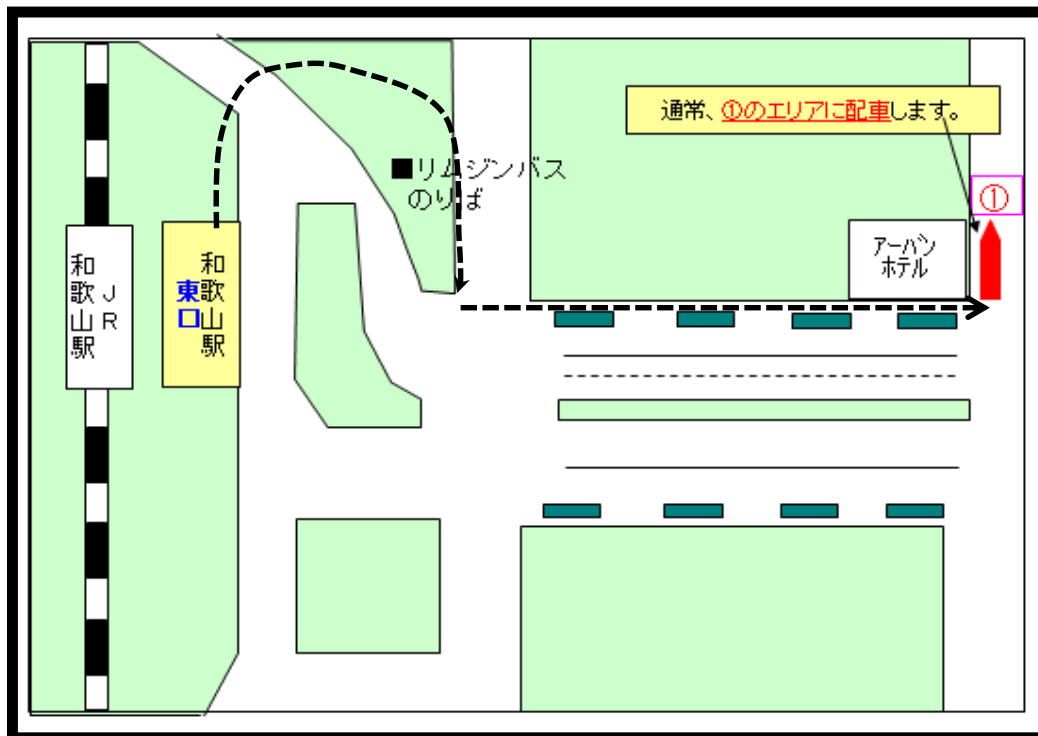 通常、①のエリアに配車します。
■リムジンバス
のりば
①
アーバン
ホテル
JR
和歌山駅
和歌山駅
東口